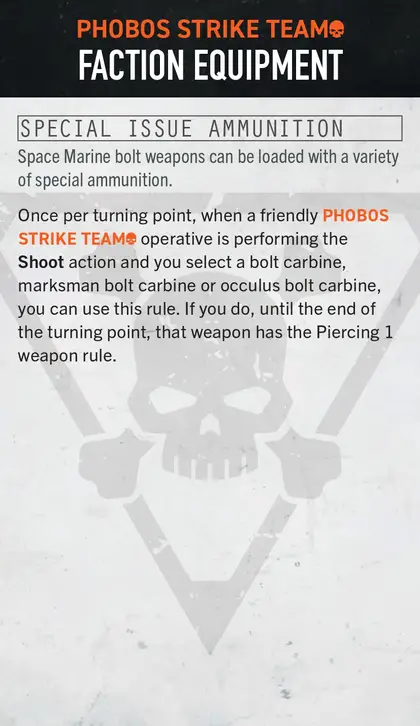 PHOBOS STRIKE TEAM
FACTION EQUIPMENT
SPECIAL ISSUE AMMUNITION
Space Marine bolt weapons can be loaded with a variety
of special ammunition.
Once per turning point, when a friendly PHOBOS
STRIKE TEAM operative is performing the
Shoot action and you select a bolt carbine,
marksman bolt carbine or occulus bolt carbine,
you can use this rule. If you do, until the end of
the turning point, that weapon has the Piercing 1
weapon rule.